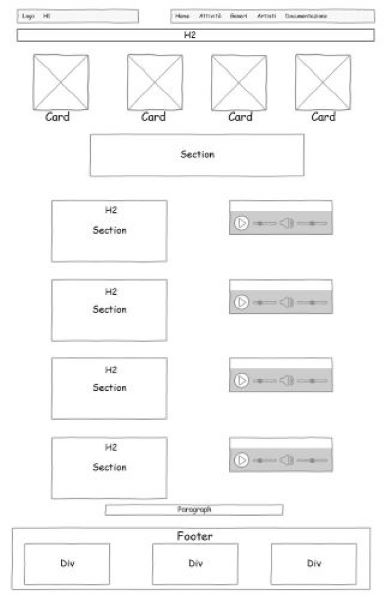 Logo H1
Home Attività Generi Artisti Documentazione
H2
Card Card Card Card
Section
H2
Section
H2
Section
H2
Section
H2
Section
Paragraph
Footer
Div Div Div